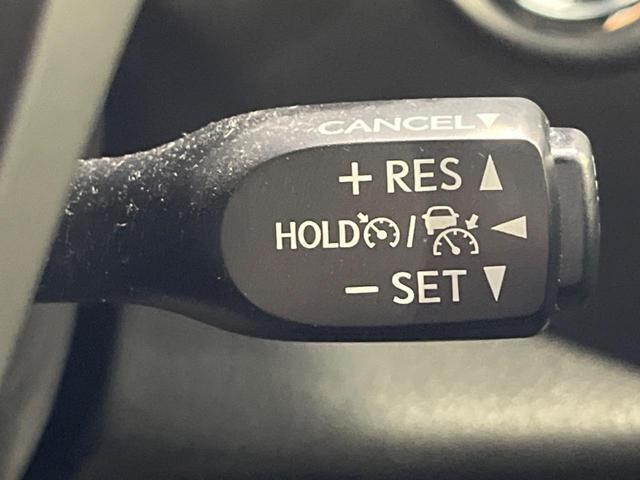 CANCEL▼
+ RES ▲
HOLD / ◀
− SET ▼